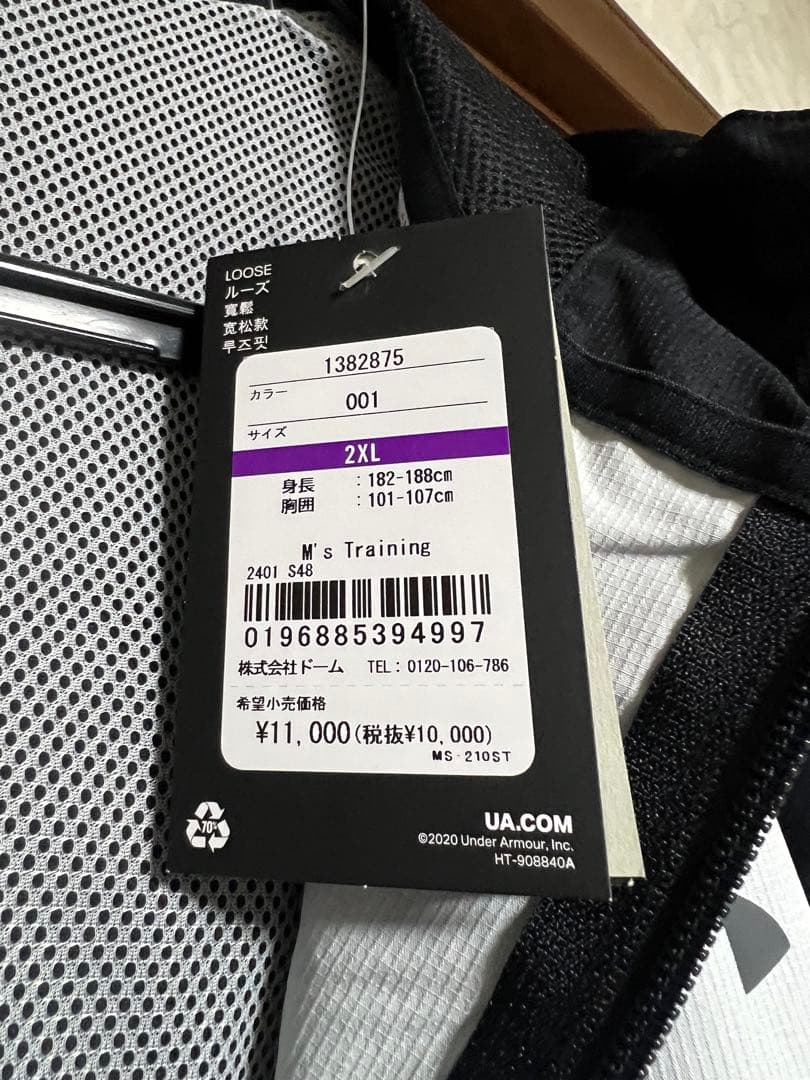 LOOSE
ルーズ
寬鬆
宽松款
루즈핏
1382875
カラー
001
サイズ
2XL
身長 : 182-188cm
胸囲 : 101-107cm
M's Training
2401 S48
0196885394997
株式会社ドーム TEL: 0120-106-786
希望小売価格
¥11,000(税抜¥10,000)
MS-210ST
70%
UA.COM
©2020 Under Armour, Inc.
HT-908840A